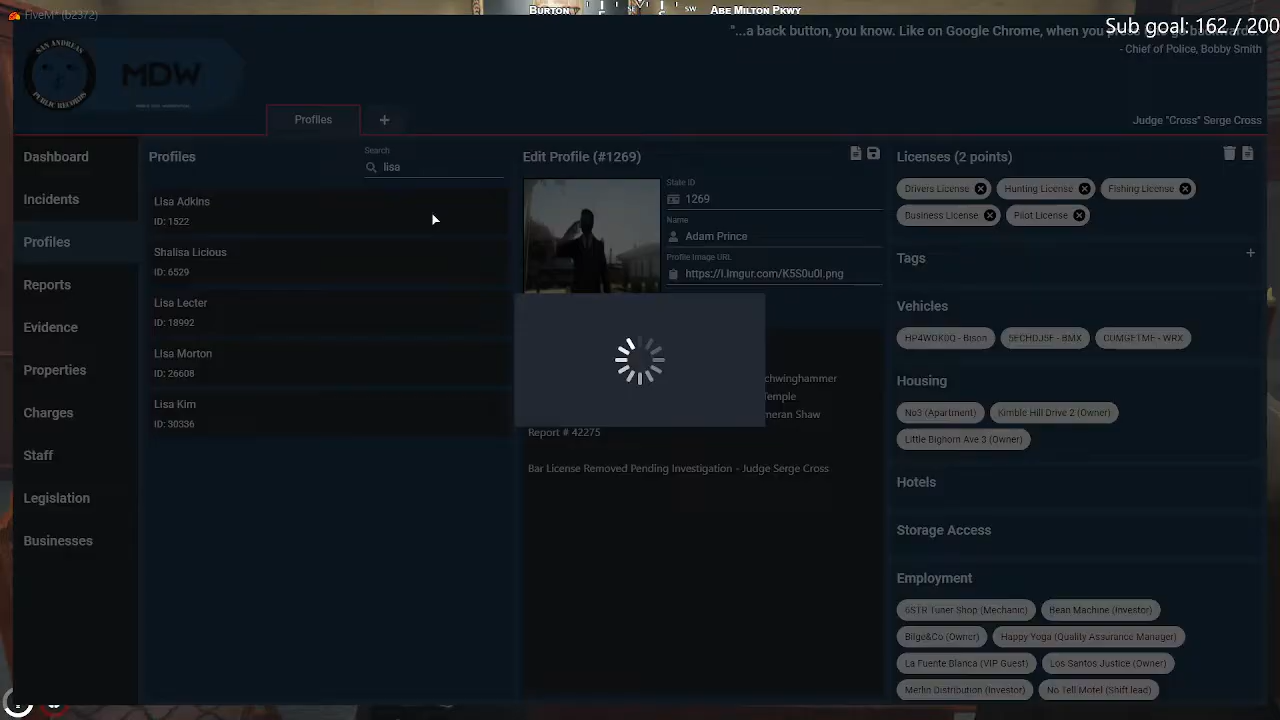 FiveM* (b2372)
BURTON
SW
ABE MILTON PKWY
Sub goal: 162 / 200
"...a back button, you know. Like on Google Chrome, when you
- Chief of Police, Bobby Smith
SAN ANDREAS
PUBLIC RECORDS
MDW
Profiles
+
Judge "Cross" Serge Cross
Dashboard
Incidents
Profiles
Reports
Evidence
Properties
Charges
Staff
Legislation
Businesses
Profiles
Search
lisa
Lisa Adkins
ID: 1522
Shalisa Licious
ID: 6529
Lisa Lecter
ID: 18992
Lisa Morton
ID: 26608
Lisa Kim
ID: 30336
Edit Profile (#1269)
State ID
1269
Name
Adam Prince
Profile Image URL
https://i.imgur.com/K5S0u0l.png
chwinghammer
Temple
meran Shaw
Report # 42275
Bar License Removed Pending Investigation - Judge Serge Cross
Licenses (2 points)
Drivers License
Hunting License
Fishing License
Business License
Pilot License
Tags
+
Vehicles
HP4WOK0Q - Bison
5ECHDJ5F - BMX
CUMGETME - WRX
Housing
No3 (Apartment)
Kimble Hill Drive 2 (Owner)
Little Bighorn Ave 3 (Owner)
Hotels
Storage Access
Employment
6STR Tuner Shop (Mechanic)
Bean Machine (Investor)
Bilge&Co (Owner)
Happy Yoga (Quality Assurance Manager)
La Fuente Blanca (VIP Guest)
Los Santos Justice (Owner)
Merlin Distribution (Investor)
No Tell Motel (Shift lead)